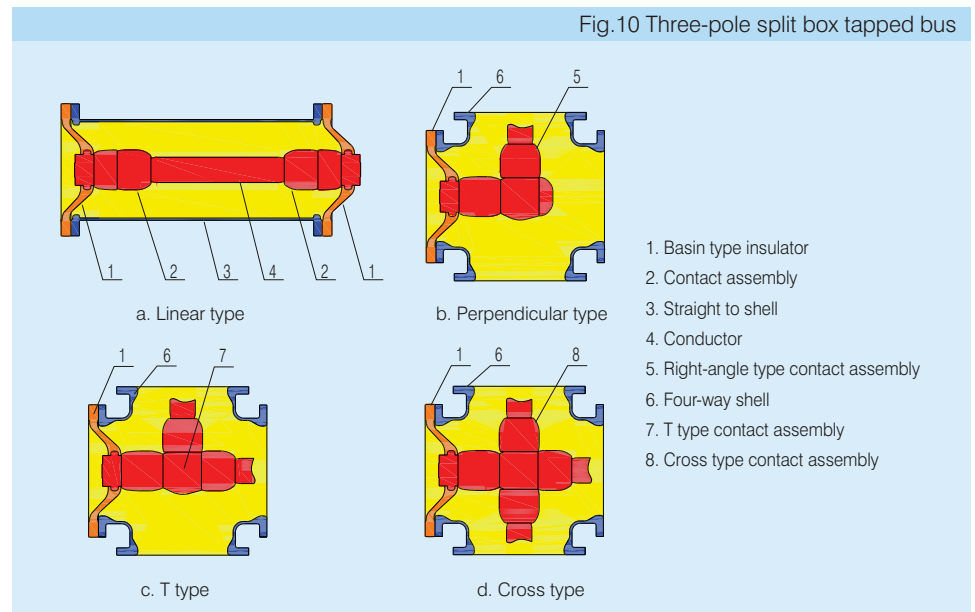 Fig.10 Three-pole split box tapped bus
1 6 5
1 2 3 4 2 1
a. Linear type
b. Perpendicular type
1 6 7
1 6 8
c. T type
d. Cross type
1. Basin type insulator
2. Contact assembly
3. Straight to shell
4. Conductor
5. Right-angle type contact assembly
6. Four-way shell
7. T type contact assembly
8. Cross type contact assembly